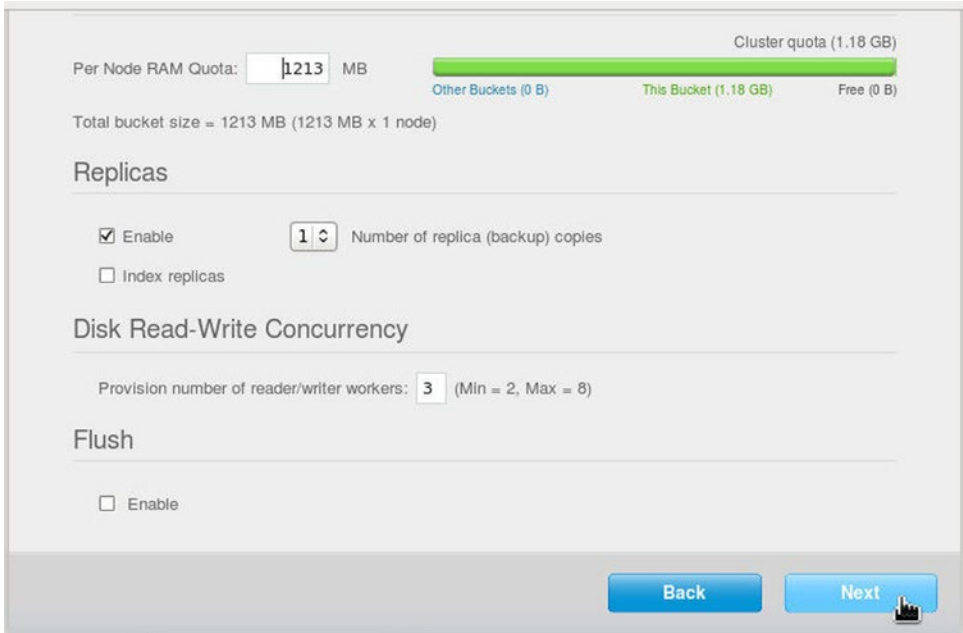 Cluster quota (1.18 GB)
Per Node RAM Quota: 1213 MB
Other Buckets (0 B) This Bucket (1.18 GB) Free (0 B)
Total bucket size = 1213 MB (1213 MB x 1 node)
Replicas
Enable 1 Number of replica (backup) copies
Index replicas
Disk Read-Write Concurrency
Provision number of reader/writer workers: 3 (Min = 2, Max = 8)
Flush
Enable
Back Next